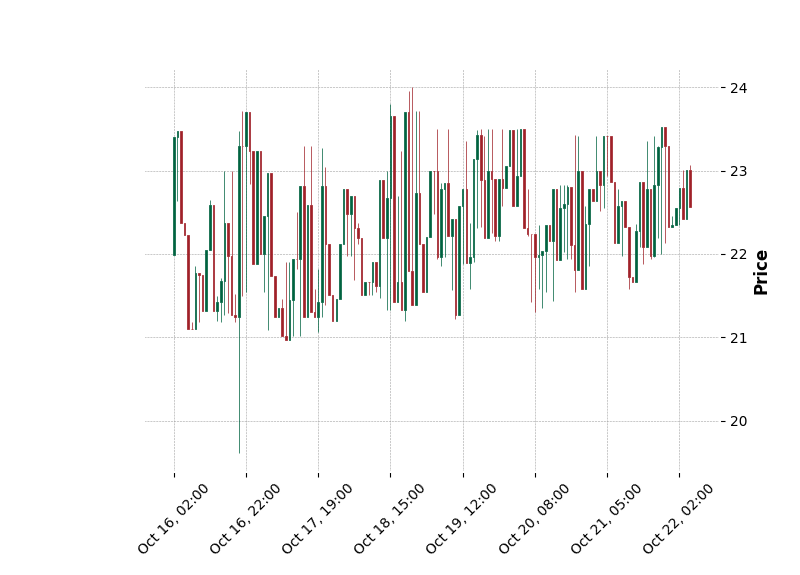 24
23
22
21
20
Price
Oct 16, 02:00
Oct 16, 22:00
Oct 17, 19:00
Oct 18, 15:00
Oct 19, 12:00
Oct 20, 08:00
Oct 21, 05:00
Oct 22, 02:00